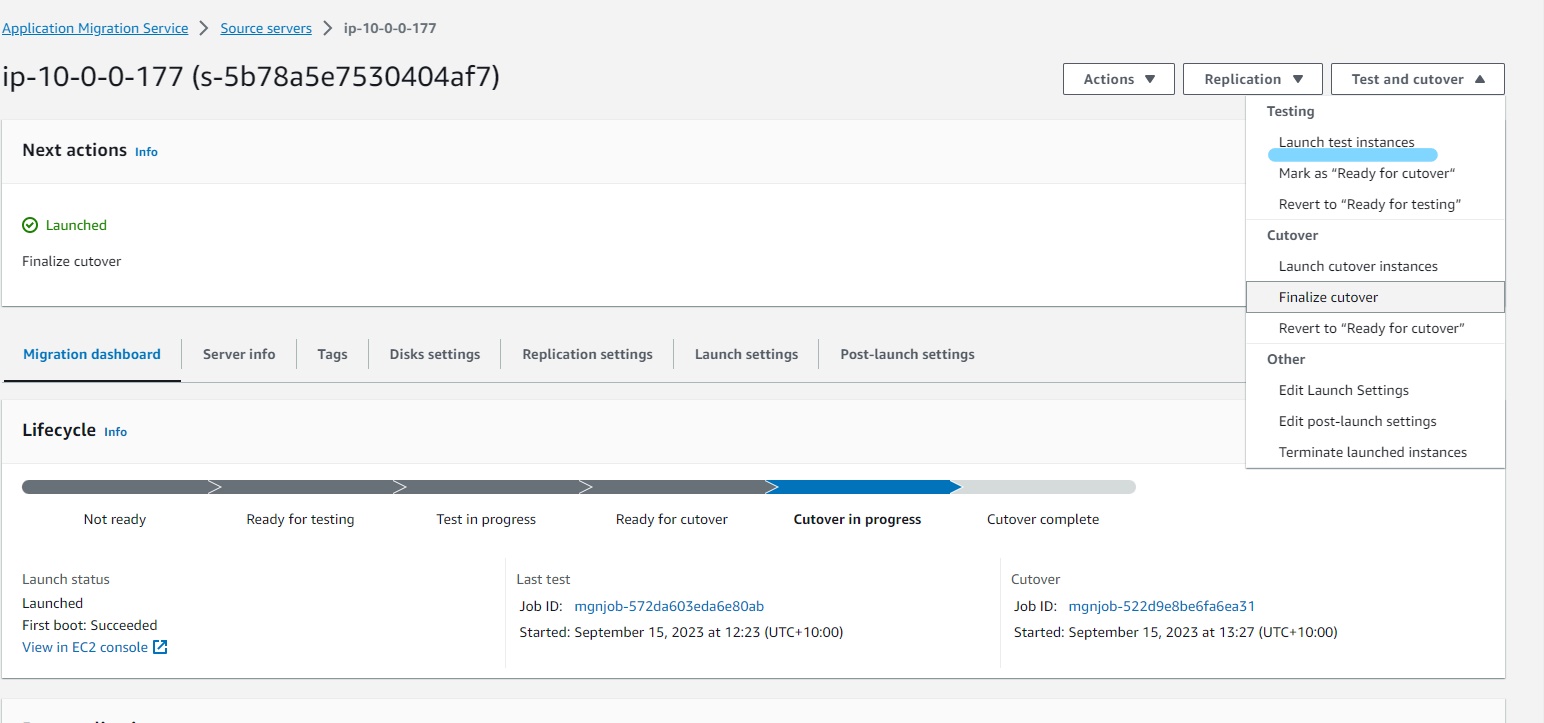 Application Migration Service > Source servers > ip-10-0-0-177
ip-10-0-0-177 (s-5b78a5e7530404af7)
Actions Replication Test and cutover
Testing
Launch test instances
Mark as “Ready for cutover“
Revert to “Ready for testing”
Cutover
Launch cutover instances
Finalize cutover
Revert to “Ready for cutover”
Other
Edit Launch Settings
Edit post-launch settings
Terminate launched instances
Next actions Info
Launched
Finalize cutover
Migration dashboard Server info Tags Disks settings Replication settings Launch settings Post-launch settings
Lifecycle Info
Not ready Ready for testing Test in progress Ready for cutover Cutover in progress Cutover complete
Launch status
Launched
First boot: Succeeded
View in EC2 console
Last test
Job ID: mgnjob-572da603eda6e80ab
Started: September 15, 2023 at 12:23 (UTC+10:00)
Cutover
Job ID: mgnjob-522d9e8be6fa6ea31
Started: September 15, 2023 at 13:27 (UTC+10:00)